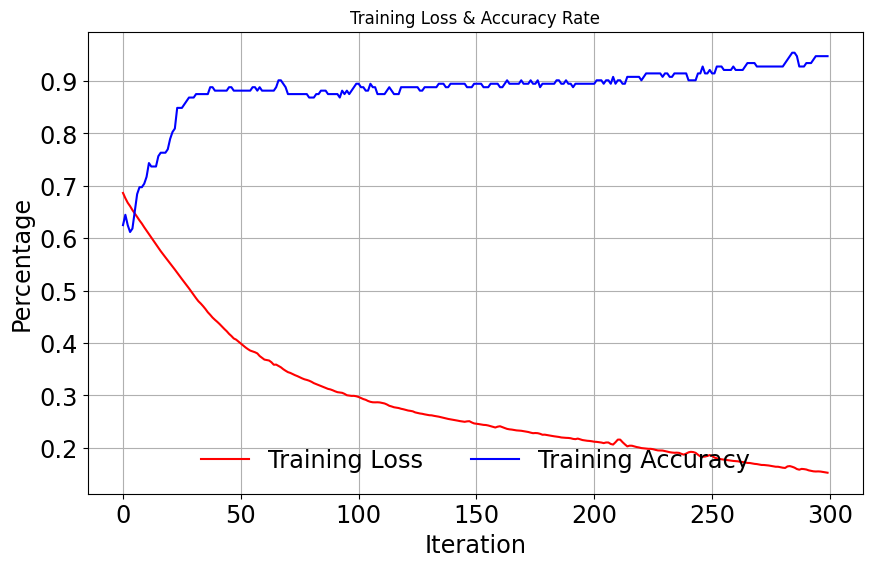 Training Loss & Accuracy Rate
Percentage
0.9
0.8
0.7
0.6
0.5
0.4
0.3
0.2
Training Loss Training Accuracy
0 50 100 150 200 250 300
Iteration